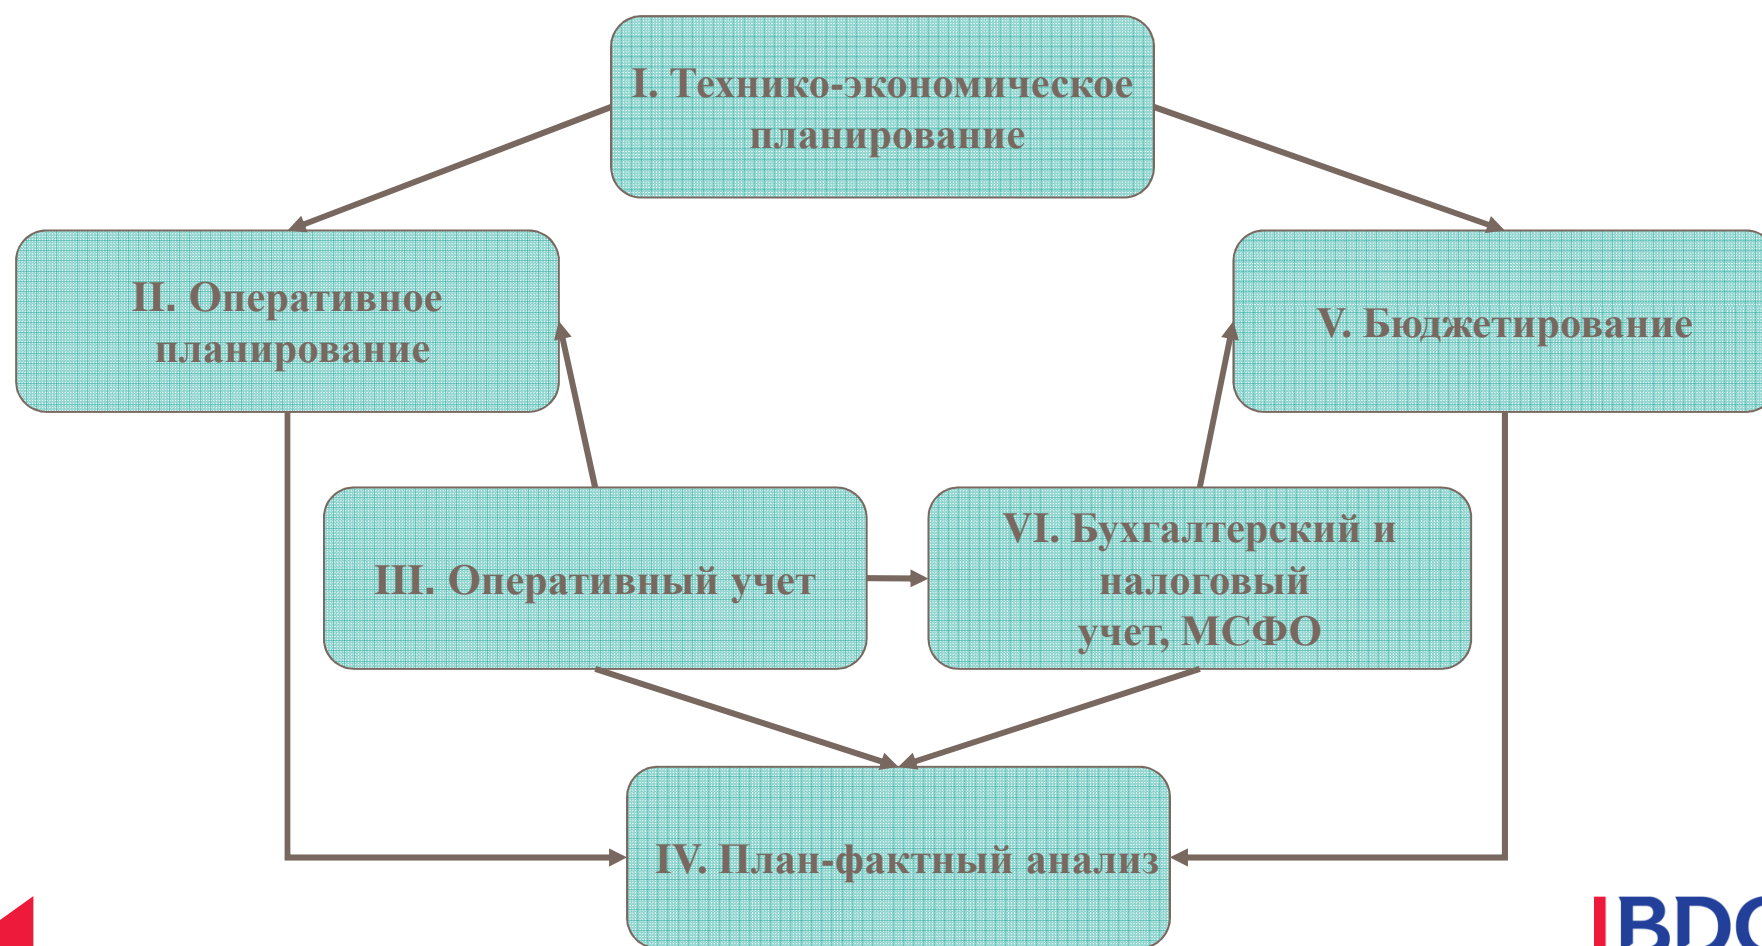 I. Технико-экономическое
планирование
II. Оперативное
планирование
V. Бюджетирование
III. Оперативный учет
VI. Бухгалтерский и
налоговый
учет, МСФО
IV. План-фактный анализ
BDO